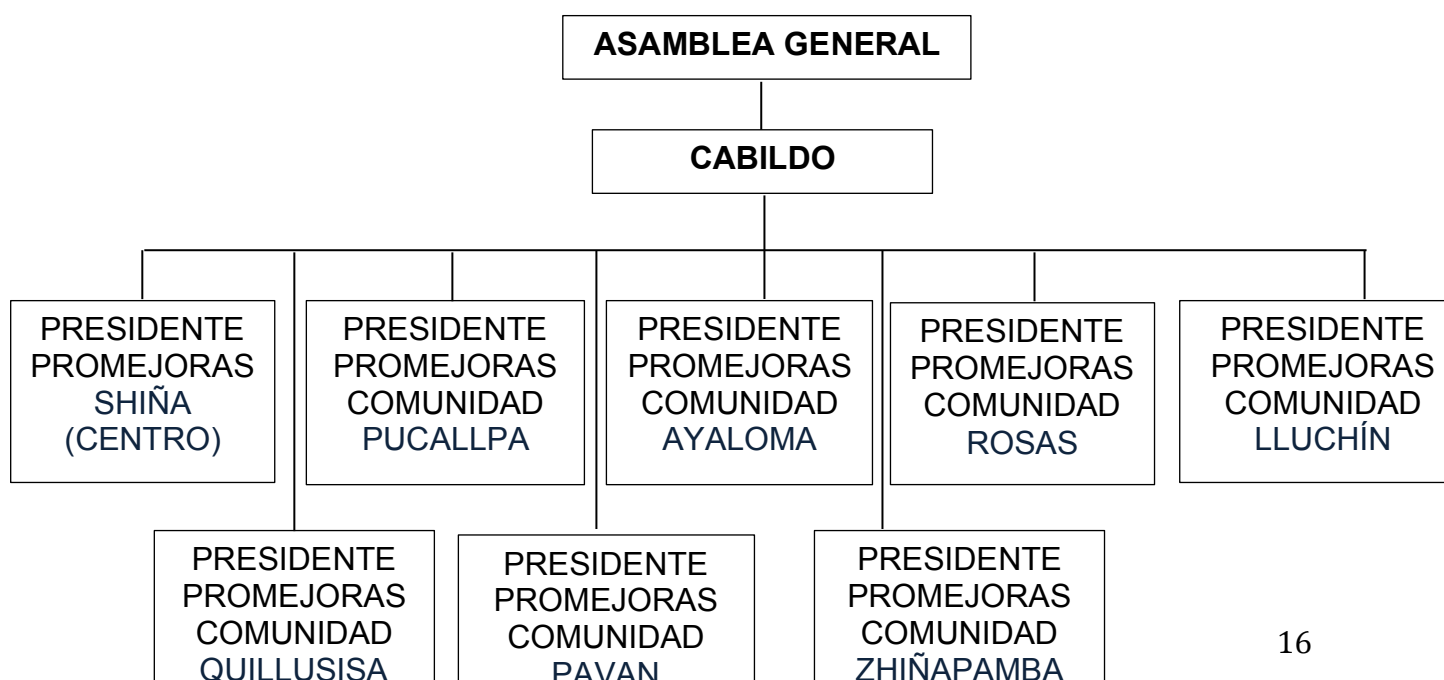 ASAMBLEA GENERAL
CABILDO
PRESIDENTE
PROMEJORAS
SHIÑA
(CENTRO)
PRESIDENTE
PROMEJORAS
COMUNIDAD
PUCALLPA
PRESIDENTE
PROMEJORAS
COMUNIDAD
AYALOMA
PRESIDENTE
PROMEJORAS
COMUNIDAD
ROSAS
PRESIDENTE
PROMEJORAS
COMUNIDAD
LLUCHÍN
PRESIDENTE
PROMEJORAS
COMUNIDAD
QUILLUSISA
PRESIDENTE
PROMEJORAS
COMUNIDAD
PAVAN
PRESIDENTE
PROMEJORAS
COMUNIDAD
ZHIÑAPAMBA
16